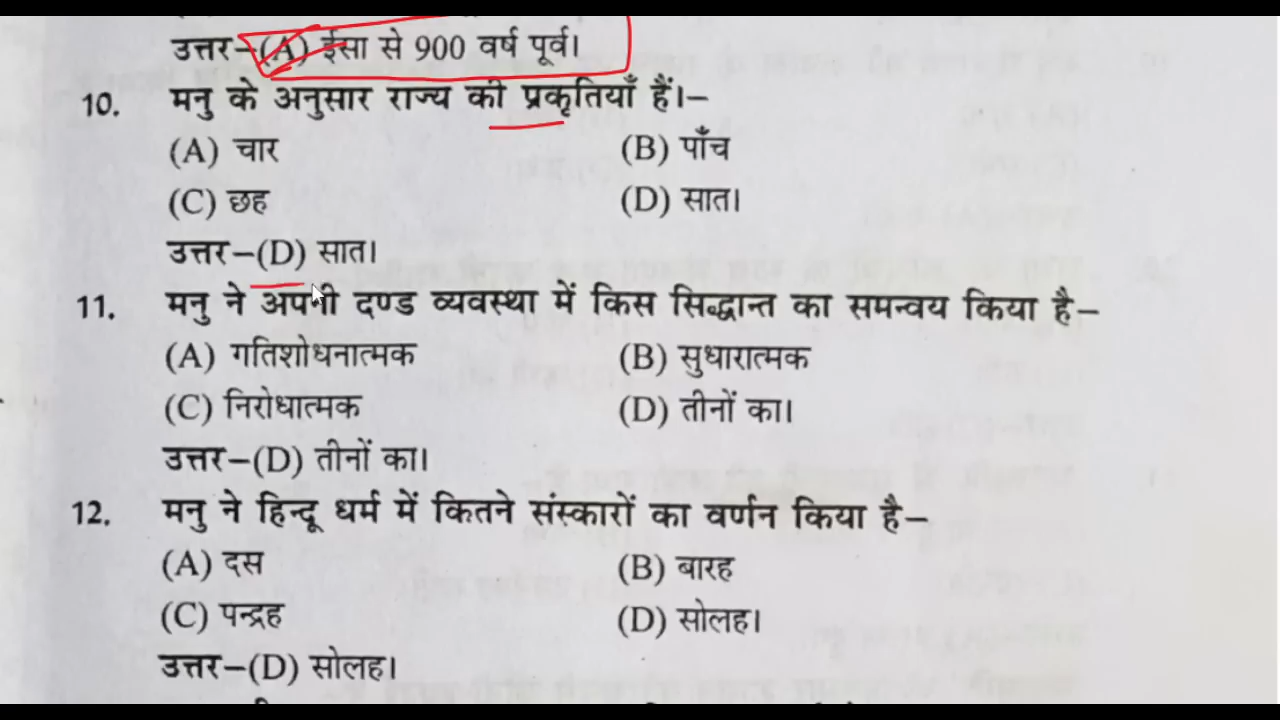 उत्तर–(A) ईसा से 900 वर्ष पूर्व।
10. मनु के अनुसार राज्य की प्रकृतियाँ हैं।–
(A) चार (B) पाँच
(C) छह (D) सात।
उत्तर–(D) सात।
11. मनु ने अपनी दण्ड व्यवस्था में किस सिद्धान्त का समन्वय किया है–
(A) गतिशोधनात्मक (B) सुधारात्मक
(C) निरोधात्मक (D) तीनों का।
उत्तर–(D) तीनों का।
12. मनु ने हिन्दू धर्म में कितने संस्कारों का वर्णन किया है–
(A) दस (B) बारह
(C) पन्द्रह (D) सोलह।
उत्तर–(D) सोलह।